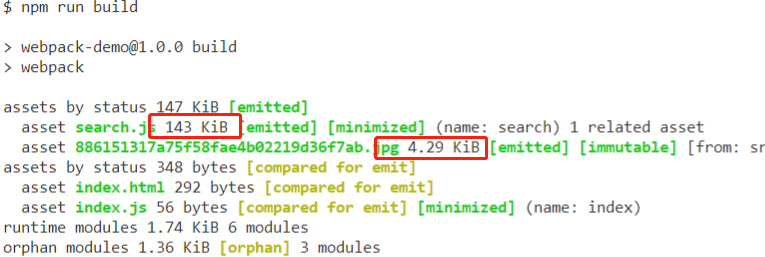 $ npm run build
> webpack-demo@1.0.0 build
> webpack
assets by status 147 KiB [emitted]
asset search.js 143 KiB [emitted] [minimized] (name: search) 1 related asset
asset 886151317a75f58fae4b02219d36f7ab.jpg 4.29 KiB [emitted] [immutable] [from: sr
assets by status 348 bytes [compared for emit]
asset index.html 292 bytes [compared for emit]
asset index.js 56 bytes [compared for emit] [minimized] (name: index)
runtime modules 1.74 KiB 6 modules
orphan modules 1.36 KiB [orphan] 3 modules